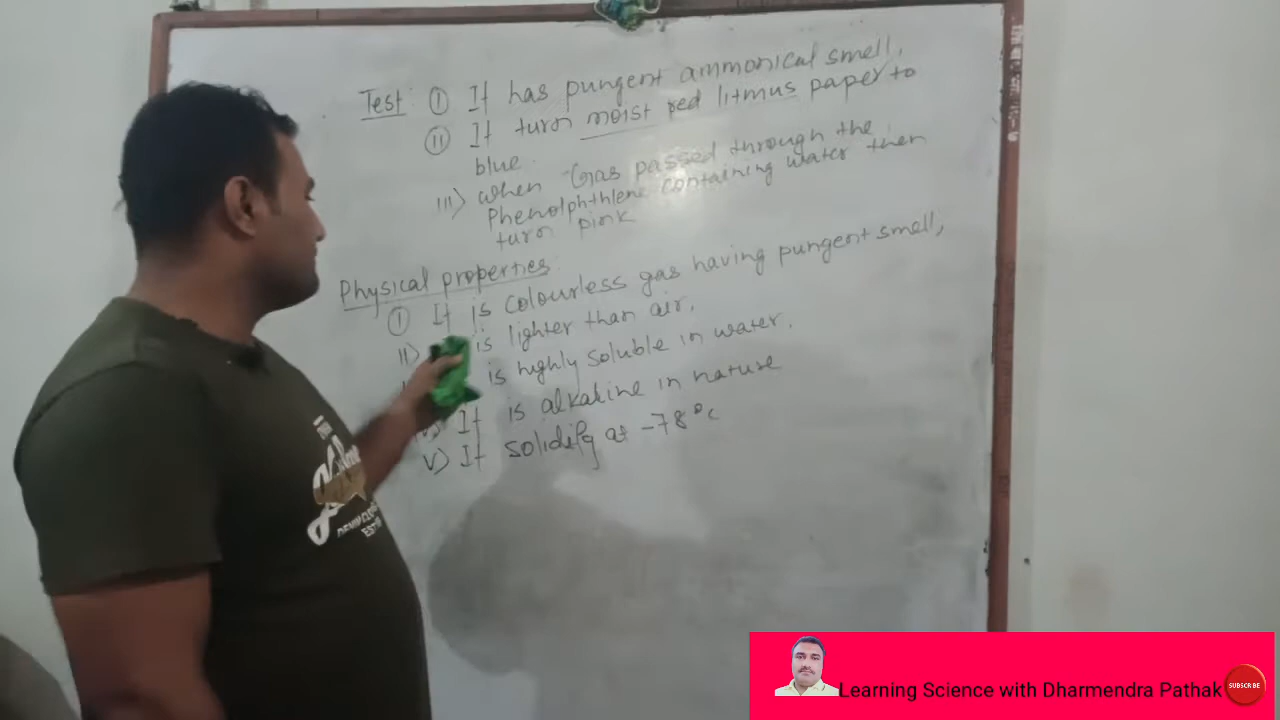 Test: (i) It has pungent ammonical smell,
(ii) It turn moist red litmus paper to
blue.
iii) when Gas passed through the
Phenolphthlene containing water then
turn pink
Physical properties
(i) It is colourless gas having pungent smell,
ii) is lighter than air,
is highly soluble in water.
It is alkaline in nature
v) It solidify at -78°c
Learning Science with Dharmendra Pathak
SUBSCRIBE